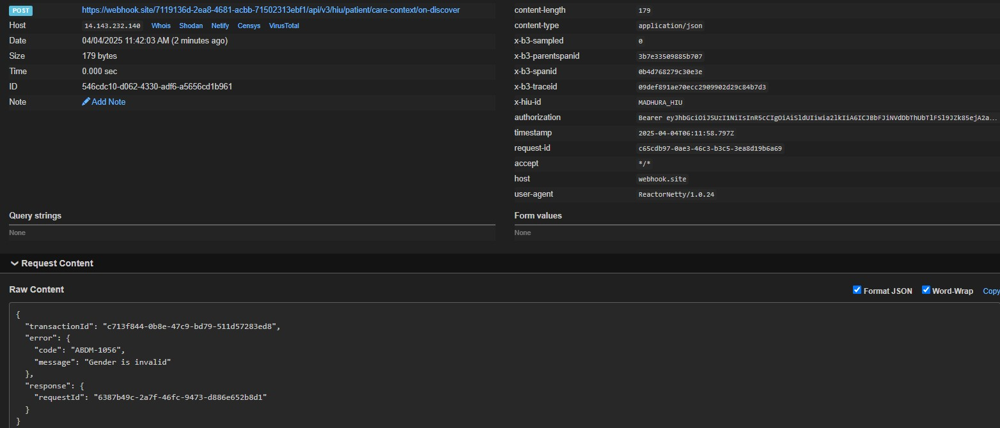 POST https://webhook.site/7119136d-2ea8-4681-acbb-71502313ebf1/api/v3/hiu/patient/care-context/on-discover
Host 14.143.232.140 Whois Shodan Netify Censys VirusTotal
Date 04/04/2025 11:42:03 AM (2 minutes ago)
Size 179 bytes
Time 0.000 sec
ID 546cdc10-d062-4330-adf6-a5656cd1b961
Note Add Note
content-length 179
content-type application/json
x-b3-sampled 0
x-b3-parentspanid 3b7e33509885b707
x-b3-spanid 0b4d768279c30e3e
x-b3-traceid 09def891ae70ecc2909902d29c84b7d3
x-hiu-id MADHURA_HIU
authorization Bearer eyJhbGciOiJSUzI1NiIsInR5cCIgOiAiSldUIiwia2lkIiA6ICJBbFJiNVdDbThUbTlFSl9JZk85ejA2a...
timestamp 2025-04-04T06:11:58.797Z
request-id c65cdb97-0ae3-46c3-b3c5-3ea8d19b6a69
accept */*
host webhook.site
user-agent ReactorNetty/1.0.24
Query strings
None
Form values
None
Request Content
Raw Content
Format JSON Word-Wrap Copy
{
"transactionId": "c713f844-0b8e-47c9-bd79-511d57283ed8",
"error": {
"code": "ABDM-1056",
"message": "Gender is invalid"
},
"response": {
"requestId": "6387b49c-2a7f-46fc-9473-d886e652b8d1"
}
}